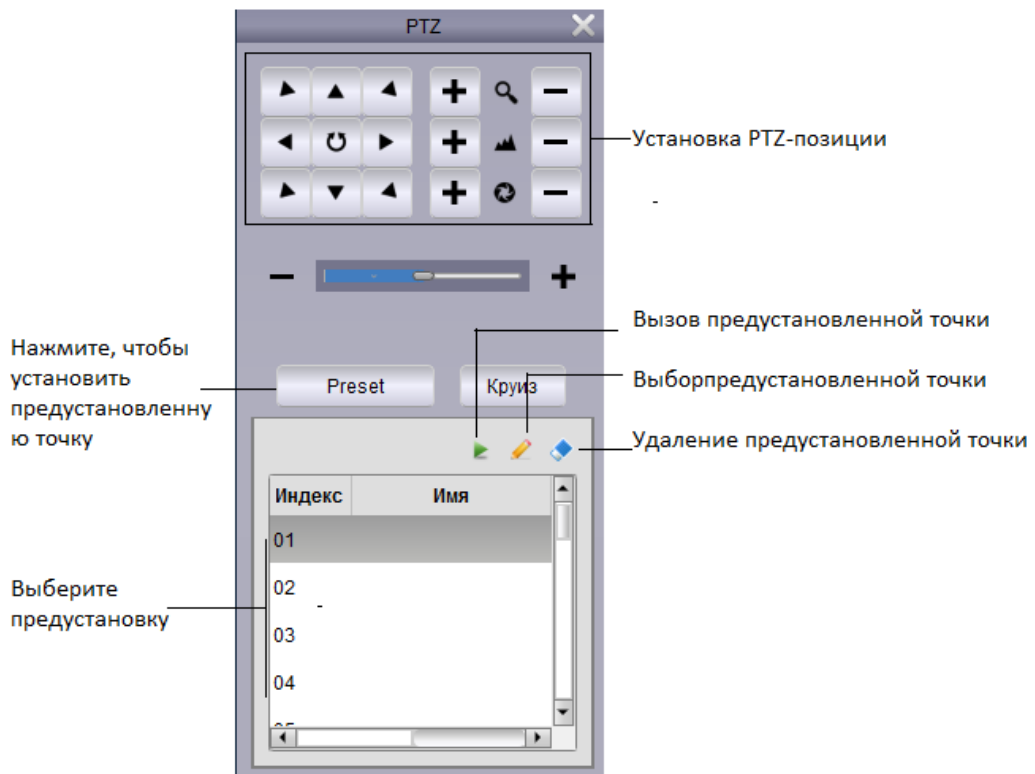 PTZ
Установка PTZ-позиции
-
Вызов предустановленной точки
Нажмите, чтобы
установить
предустановленну
ю точку
Preset
Круиз
Выборпредустановленной точки
Удаление предустановленной точки
Индекс Имя
01
Выберите
предустановку
02
-
03
04
05